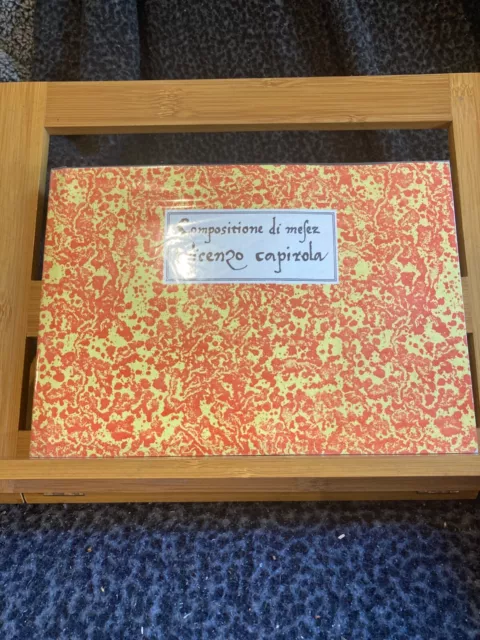 Compositione di meser
vicenzo capirola